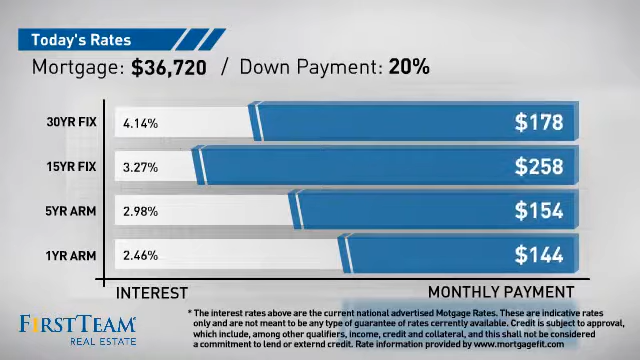 Today's Rates
Mortgage: $36,720 / Down Payment: 20%
30YR FIX 4.14% $178
15YR FIX 3.27% $258
5YR ARM 2.98% $154
1YR ARM 2.46% $144
INTEREST MONTHLY PAYMENT
* The interest rates above are the current national advertised Motgage Rates. These are indicative rates
only and are not meant to be any type of guarantee of rates cerrently available. Credit is subject to approval,
which include, among other qualifiers, income, credit and collateral, and this shall not be considered
a commitment to lend or externd credit. Rate information provided by www.mortgagefit.com
FIRSTTEAM®
REAL ESTATE